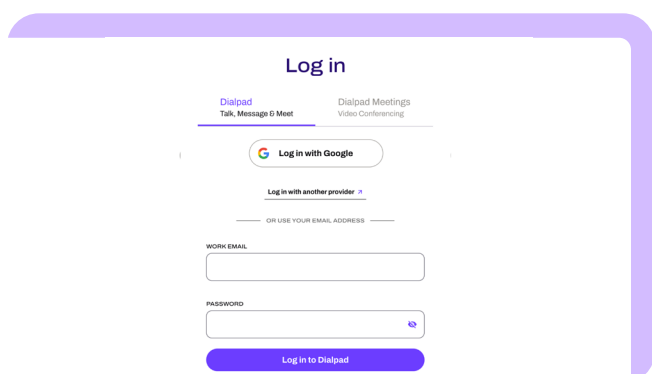 Log in
Dialpad
Talk, Message & Meet
Dialpad Meetings
Video Conferencing
Log in with Google
Log in with another provider
OR USE YOUR EMAIL ADDRESS
WORK EMAIL
PASSWORD
Log in to Dialpad